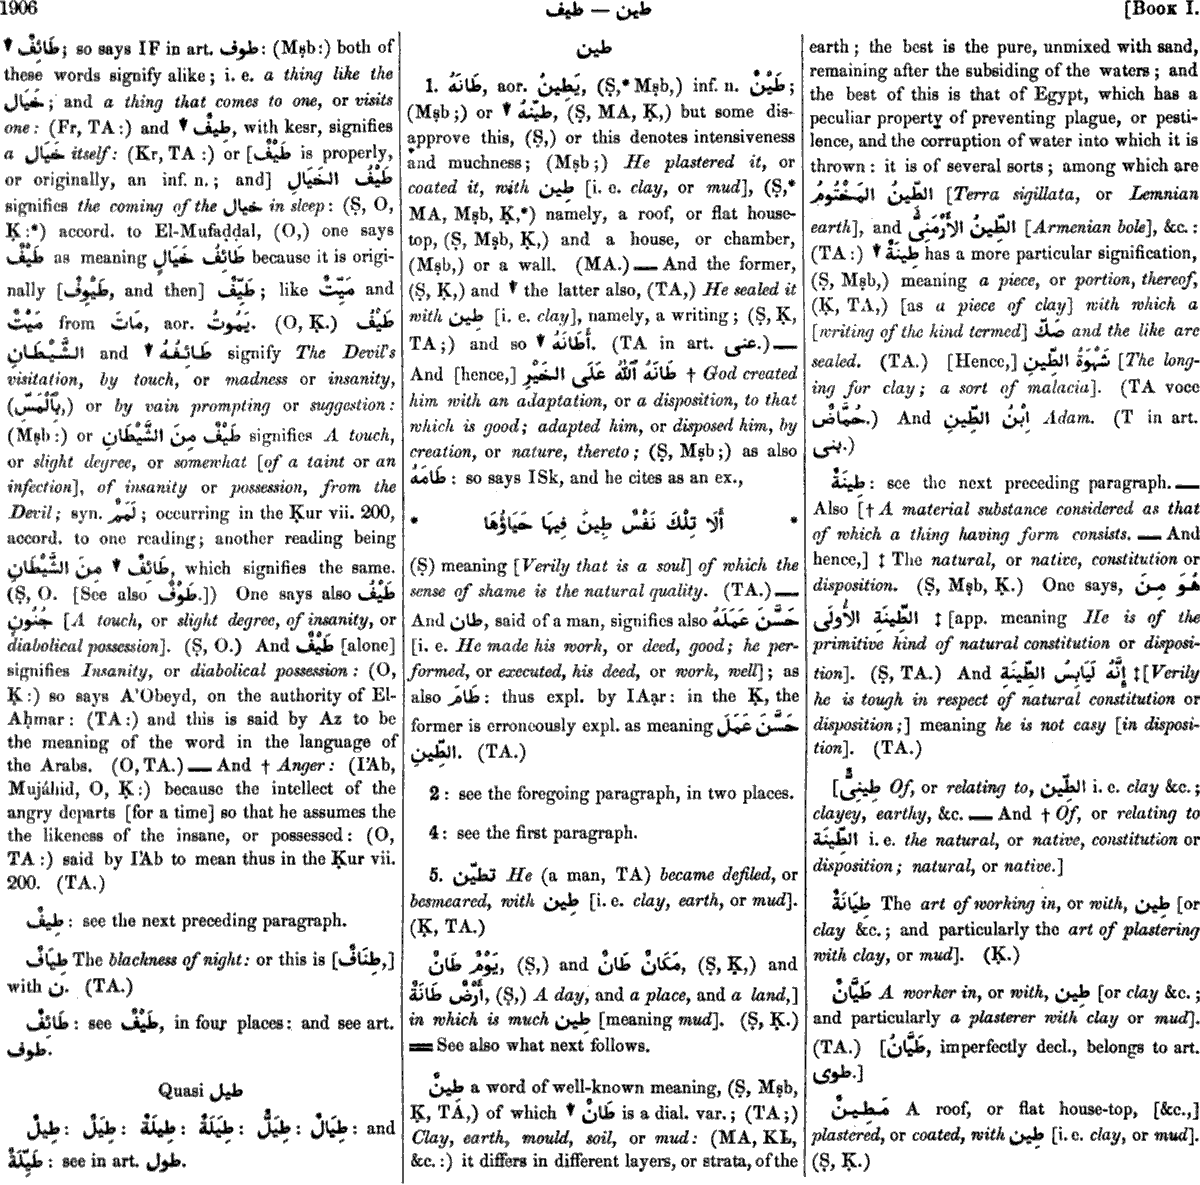 1906
طيف — طين
[BOOK I.
▼ طَائِفٌ; so says IF in art. طوف: (Mṣb:) both of
these words signify alike; i. e. a thing like the
خَيَال; and a thing that comes to one, or visits
one: (Fr, TA:) and ▼ طِيفٌ, with kesr, signifies
a خَيَال itself: (Kr, TA:) or [طَيْفٌ is properly,
or originally, an inf. n.; and] طَيْفُ الخَيَالِ
signifies the coming of the خيال in sleep: (Ṣ, O,
Ḳ:*) accord. to El-Mufaḍḍal, (O,) one says
طَيْفٌ as meaning طَائِفُ خَيَالٍ because it is origi-
nally [طَيُوِفٌ, and then] طَيِّفٌ; like مَيِّتٌ and
مَيْتٌ from مَاتَ, aor. يَمُوتُ. (O, Ḳ.) طَيْفُ
الشَّيْطَانِ and ▼ طَائِفُهُ signify The Devil's
visitation, by touch, or madness or insanity,
(بِٱلْمَسِّ,) or by vain prompting or suggestion:
(Mṣb:) or طَيْفٌ مِنَ الشَّيْطَانِ signifies A touch,
or slight degree, or somewhat [of a taint or an
infection], of insanity or possession, from the
Devil; syn. لَمَمٌ; occurring in the Ḳur vii. 200,
accord. to one reading; another reading being
طَائِفٌ ▼ مِنَ الشَّيْطَانِ, which signifies the same.
(Ṣ, O. [See also طَوْفٌ.]) One says also طَيْفُ
جُنُونٍ [A touch, or slight degree, of insanity, or
diabolical possession]. (Ṣ, O.) And طَيْفٌ [alone]
signifies Insanity, or diabolical possession: (O,
Ḳ:) so says A'Obeyd, on the authority of El-
Aḥmar: (TA:) and this is said by Az to be
the meaning of the word in the language of
the Arabs. (O, TA.) — And † Anger: (I'Ab,
Mujáhid, O, Ḳ:) because the intellect of the
angry departs [for a time] so that he assumes the
the likeness of the insane, or possessed: (O,
TA:) said by I'Ab to mean thus in the Ḳur vii.
200. (TA.)
طِيفٌ: see the next preceding paragraph.
طِيَافٌ The blackness of night: or this is [طِنَافٌ,]
with ن. (TA.)
طَائِفٌ: see طَيْفٌ, in four places: and see art.
طوف.
Quasi طيل
طِيلٌ: طِيَلٌ: طِيلَةٌ: طِيَلَةٌ: طِيَلٌّ: طِيَالٌ: and
طَيِّلَةٌ: see in art. طول.
طين
1. طَانَهُ, aor. يَطِينُ, (Ṣ,* Mṣb,) inf. n. طَيْنٌ;
(Mṣb;) or ▼ طيّنهُ, (Ṣ, MA, Ḳ,) but some dis-
approve this, (Ṣ,) or this denotes intensiveness
and muchness; (Mṣb;) He plastered it, or
coated it, with طِين [i. e. clay, or mud], (Ṣ,*
MA, Mṣb, Ḳ,*) namely, a roof, or flat house-
top, (Ṣ, Mṣb, Ḳ,) and a house, or chamber,
(Mṣb,) or a wall. (MA.) — And the former,
(Ṣ, Ḳ,) and ▼ the latter also, (TA,) He sealed it
with طِين [i. e. clay], namely, a writing; (Ṣ, Ḳ,
TA;) and so ▼ أَطَانَهُ. (TA in art. عنى.) —
And [hence,] طَانَهُ ٱللّٰهُ عَلَى الخَيْرِ † God created
him with an adaptation, or a disposition, to that
which is good; adapted him, or disposed him, by
creation, or nature, thereto; (Ṣ, Mṣb;) as also
طَامَهُ: so says ISk, and he cites as an ex.,
* أَلَا تِلْكَ نَفْسٌ طِينَ فِيهَا حَيَاؤُهَا *
(Ṣ) meaning [Verily that is a soul] of which the
sense of shame is the natural quality. (TA.) —
And طان, said of a man, signifies also حَسَّنَ عَمَلَهُ
[i. e. He made his work, or deed, good; he per-
formed, or executed, his deed, or work, well]; as
also طَامَ: thus expl. by IAạr: in the Ḳ, the
former is erroneously expl. as meaning حَسَّنَ عَمَلَ
الطِّينِ. (TA.)
2: see the foregoing paragraph, in two places.
4: see the first paragraph.
5. تطيّن He (a man, TA) became defiled, or
besmeared, with طِين [i. e. clay, earth, or mud].
(Ḳ, TA.)
يَوْمٌ طَانٌ, (Ṣ,) and مَكَانٌ طَانٌ, (Ṣ, Ḳ,) and
أَرْضٌ طَانَةٌ, (Ṣ,) A day, and a place, and a land,]
in which is much طِين [meaning mud]. (Ṣ, Ḳ.)
— See also what next follows.
طِينٌ a word of well-known meaning, (Ṣ, Mṣb,
Ḳ, TA,) of which ▼ طَانٌ is a dial. var.; (TA;)
Clay, earth, mould, soil, or mud: (MA, KL,
&c.:) it differs in different layers, or strata, of the
earth; the best is the pure, unmixed with sand,
remaining after the subsiding of the waters; and
the best of this is that of Egypt, which has a
peculiar property of preventing plague, or pesti-
lence, and the corruption of water into which it is
thrown: it is of several sorts; among which are
الطِّينُ المَخْتُومُ [Terra sigillata, or Lemnian
earth], and الطِّينُ الأَرْمَنِىُّ [Armenian bole], &c.:
(TA:) ▼ طِينَةٌ has a more particular signification,
(Ṣ, Mṣb,) meaning a piece, or portion, thereof,
(Ḳ, TA,) [as a piece of clay] with which a
[writing of the kind termed] صَكّ and the like are
sealed. (TA.) [Hence,] شَهْوَةُ الطِّينِ [The long-
ing for clay; a sort of malacia]. (TA voce
حُمَّاضٌ.) And ابْنُ الطِّينِ Adam. (T in art.
بنى.)
طِينَةٌ: see the next preceding paragraph. —
Also [† A material substance considered as that
of which a thing having form consists. — And
hence,] ‡ The natural, or native, constitution or
disposition. (Ṣ, Mṣb, Ḳ.) One says, هُوَ مِنَ
الطِّينَةِ الأُولَى ‡ [app. meaning He is of the
primitive kind of natural constitution or disposi-
tion]. (Ṣ, TA.) And إِنَّهُ لَيَابِسُ الطِّينَةِ ‡ [Verily
he is tough in respect of natural constitution or
disposition;] meaning he is not easy [in disposi-
tion]. (TA.)
[طِينِىٌّ Of, or relating to, الطِّين i. e. clay &c.;
clayey, earthy, &c. — And † Of, or relating to
الطِّينَة i. e. the natural, or native, constitution or
disposition; natural, or native.]
طِيَانَةٌ The art of working in, or with, طِين [or
clay &c.; and particularly the art of plastering
with clay, or mud]. (Ḳ.)
طَيَّانٌ A worker in, or with, طِين [or clay &c.;
and particularly a plasterer with clay or mud].
(TA.) [طَيَّانُ, imperfectly decl., belongs to art.
طوى.]
مَطِينٌ A roof, or flat house-top, [&c.,]
plastered, or coated, with طِين [i. e. clay, or mud].
(Ṣ, Ḳ.)